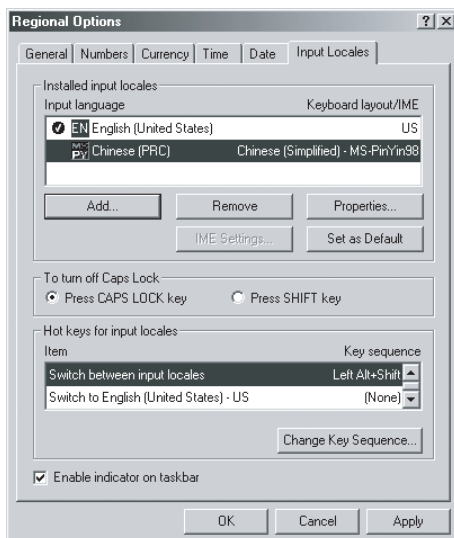 Regional Options ? X
General Numbers Currency Time Date Input Locales
Installed input locales
Input language Keyboard layout/IME
EN English (United States) US
Chinese (PRC) Chinese (Simplified) - MS-PinYin98
Add... Remove Properties...
IME Settings... Set as Default
To turn off Caps Lock
Press CAPS LOCK key Press SHIFT key
Hot keys for input locales
Item Key sequence
Switch between input locales Left Alt+Shift
Switch to English (United States) - US (None)
Change Key Sequence...
Enable indicator on taskbar
OK Cancel Apply